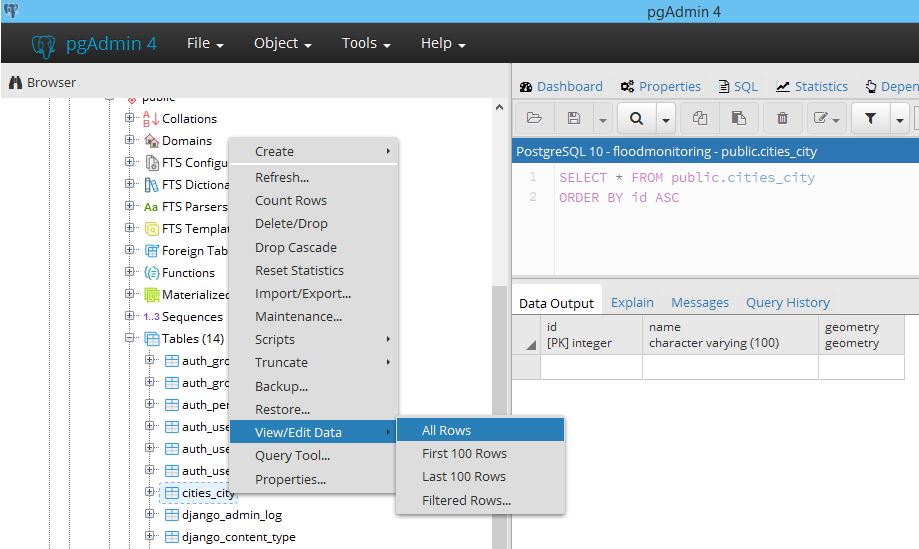 pgAdmin 4
pgAdmin 4 File Object Tools Help
Browser
public
Collations
Domains
FTS Configu
FTS Dictiona
FTS Parsers
FTS Templat
Foreign Tab
Functions
Materialized
1..3 Sequences
Tables (14)
auth_gro
auth_gro
auth_per
auth_use
auth_use
auth_use
cities_city
django_admin_log
django_content_type
Create
Refresh...
Count Rows
Delete/Drop
Drop Cascade
Reset Statistics
Import/Export...
Maintenance...
Scripts
Truncate
Backup...
Restore...
View/Edit Data
Query Tool...
Properties...
All Rows
First 100 Rows
Last 100 Rows
Filtered Rows...
Dashboard Properties SQL Statistics Depen
PostgreSQL 10 - floodmonitoring - public.cities_city
1 SELECT * FROM public.cities_city
2 ORDER BY id ASC
Data Output Explain Messages Query History
id name geometry
[PK] integer character varying (100) geometry